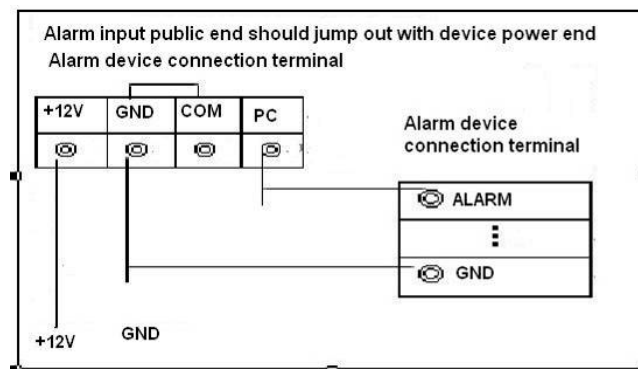 Alarm input public end should jump out with device power end
Alarm device connection terminal
+12V GND COM PC
Alarm device
connection terminal
ALARM
GND
+12V GND